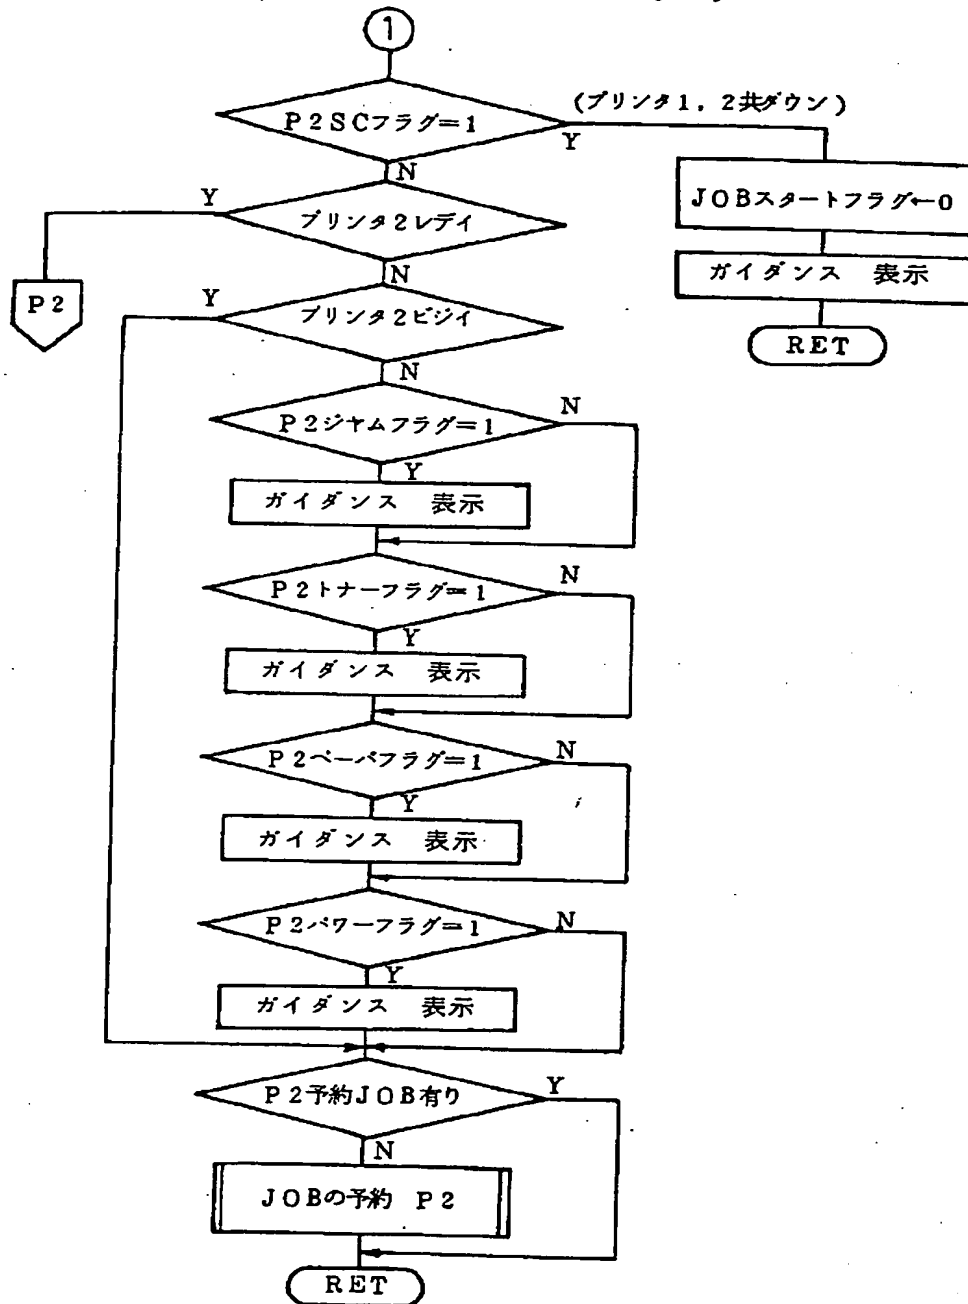 1
P2SCフラグ=1
(プリンタ1,2共ダウン)
Y
N
JOBスタートフラグ←0
Y
プリンタ2レデイ
N
ガイダンス 表示
P2
Y
プリンタ2ビジイ
RET
N
P2ジヤムフラグ=1
N
Y
ガイダンス 表示
P2トナーフラグ=1
N
Y
ガイダンス 表示
P2ペーパフラグ=1
N
Y
ガイダンス 表示
P2パワーフラグ=1
N
Y
ガイダンス 表示
P2予約JOB有り
Y
N
JOBの予約 P2
RET